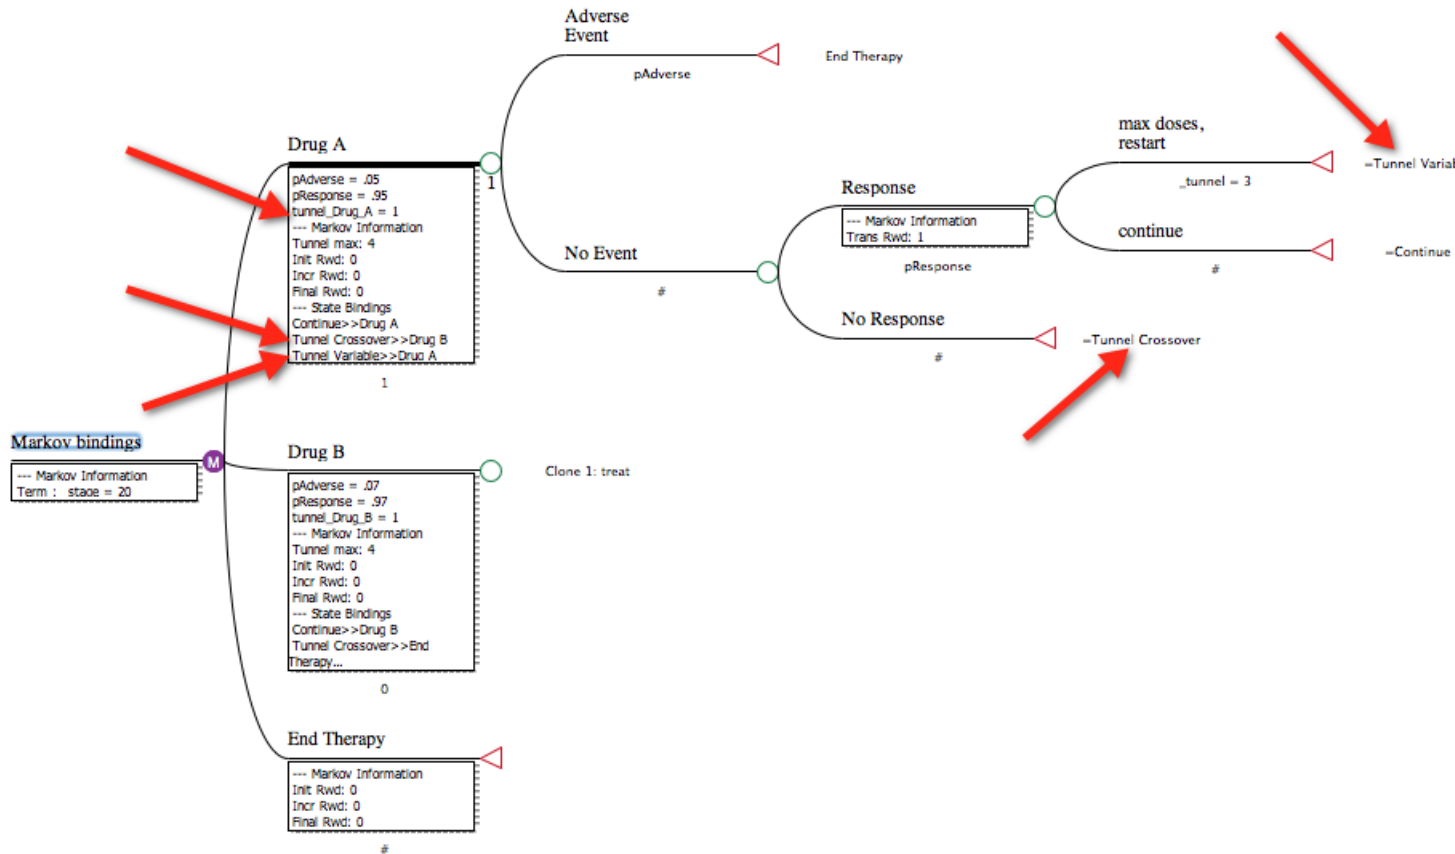 Adverse
Event
pAdverse
End Therapy
max doses,
restart
_tunnel = 3
=Tunnel
Drug A
1
pAdverse = .05
pResponse = .95
tunnel_Drug_A = 1
--- Markov Information
Tunnel max: 4
Init Rwd: 0
Incr Rwd: 0
Final Rwd: 0
--- State Bindings
Continue>>Drug A
Tunnel Crossover>>Drug B
Tunnel Variable>>Drug A
1
Response
--- Markov Information
Trans Rwd: 1
pResponse
continue
#
=Continue
No Event
#
No Response
#
=Tunnel Crossover
Markov bindings
M
--- Markov Information
Term : stage = 20
Drug B
Clone 1: treat
pAdverse = .07
pResponse = .97
tunnel_Drug_B = 1
--- Markov Information
Tunnel max: 4
Init Rwd: 0
Incr Rwd: 0
Final Rwd: 0
--- State Bindings
Continue>>Drug B
Tunnel Crossover>>End
Therapy...
0
End Therapy
--- Markov Information
Init Rwd: 0
Incr Rwd: 0
Final Rwd: 0
#